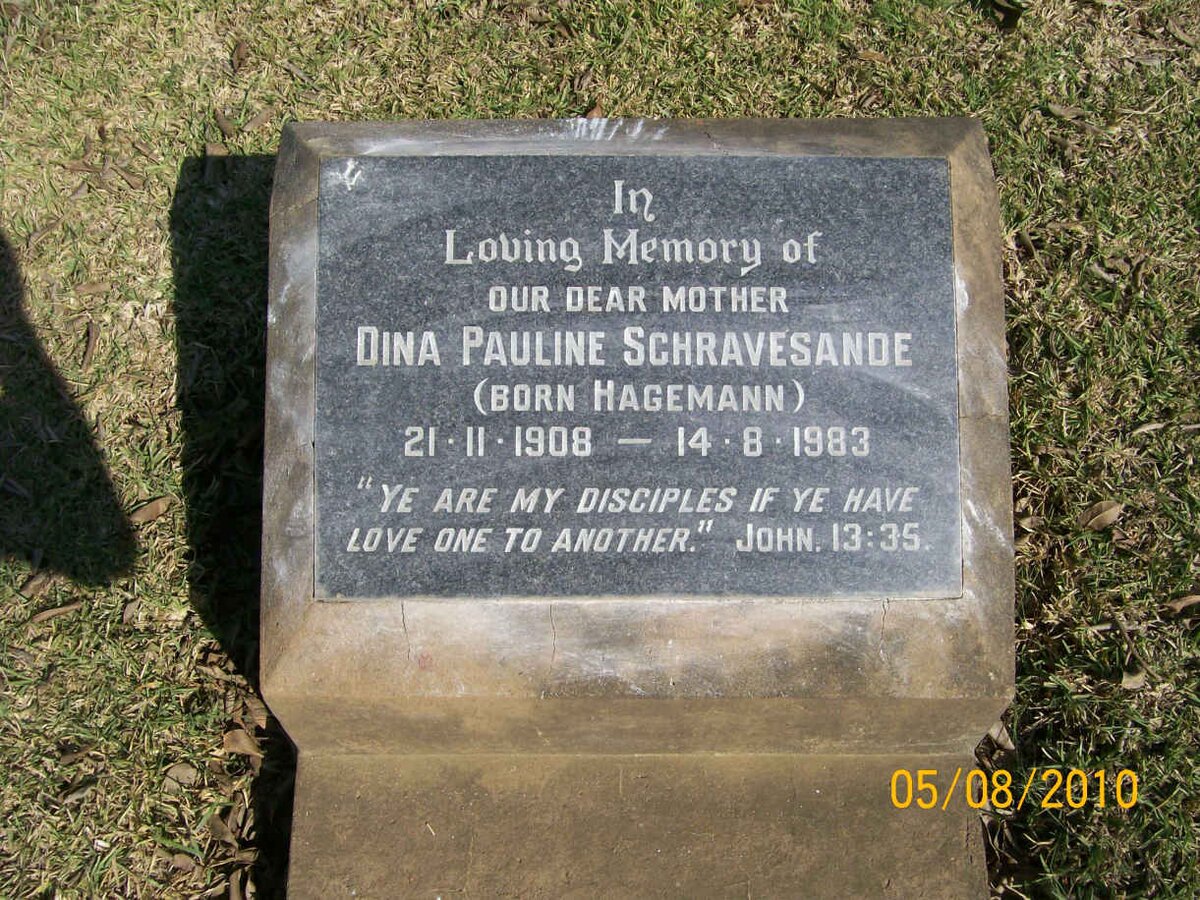 In
Loving Memory of
OUR DEAR MOTHER
DINA PAULINE SCHRAVESANDE
(BORN HAGEMANN)
21·11·1908 — 14·8·1983
"YE ARE MY DISCIPLES IF YE HAVE
LOVE ONE TO ANOTHER." JOHN. 13:35.
05/08/2010